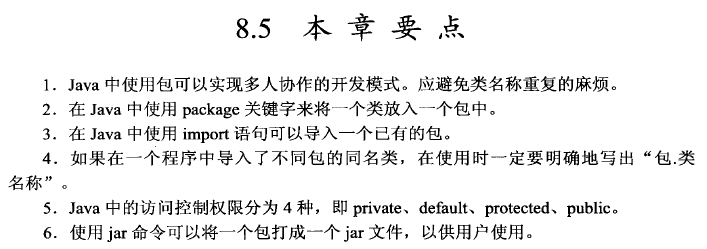 8.5 本章要点
1．Java 中使用包可以实现多人协作的开发模式。应避免类名称重复的麻烦。
2．在 Java 中使用 package 关键字来将一个类放入一个包中。
3．在 Java 中使用 import 语句可以导入一个已有的包。
4．如果在一个程序中导入了不同包的同名类，在使用时一定要明确地写出“包.类
名称”。
5．Java 中的访问控制权限分为 4 种，即 private、default、protected、public。
6．使用 jar 命令可以将一个包打成一个 jar 文件，以供用户使用。